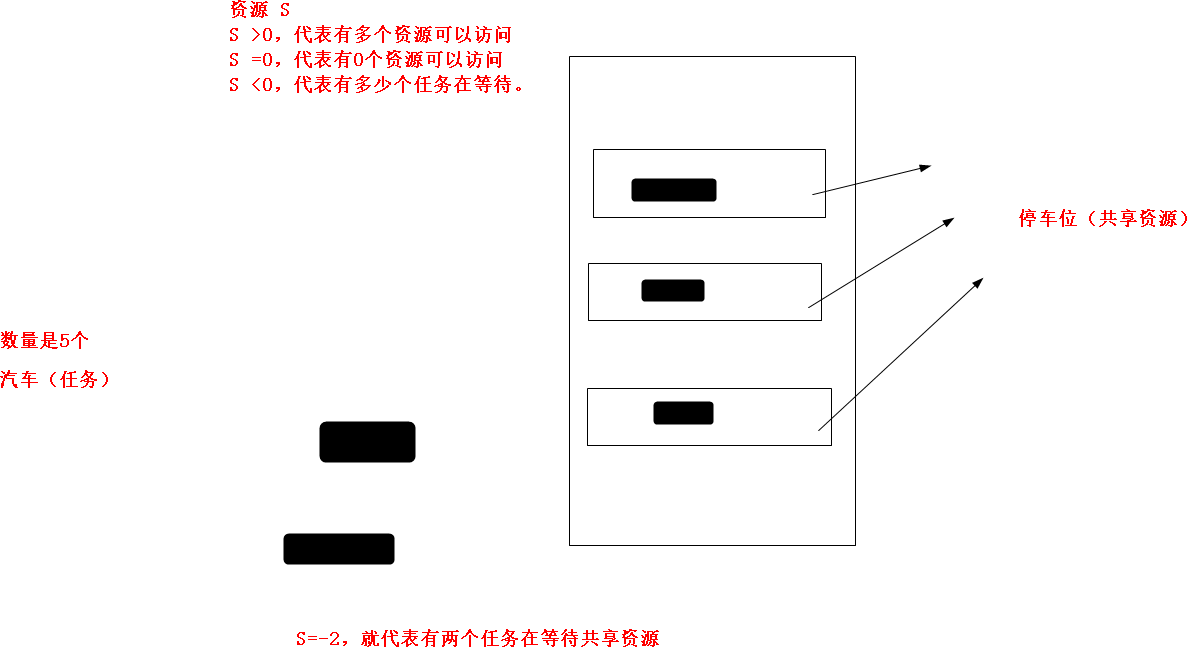 资源 S
S >0，代表有多个资源可以访问
S =0，代表有0个资源可以访问
S <0，代表有多少个任务在等待。
停车位（共享资源）
数量是5个
汽车（任务）
S=-2，就代表有两个任务在等待共享资源